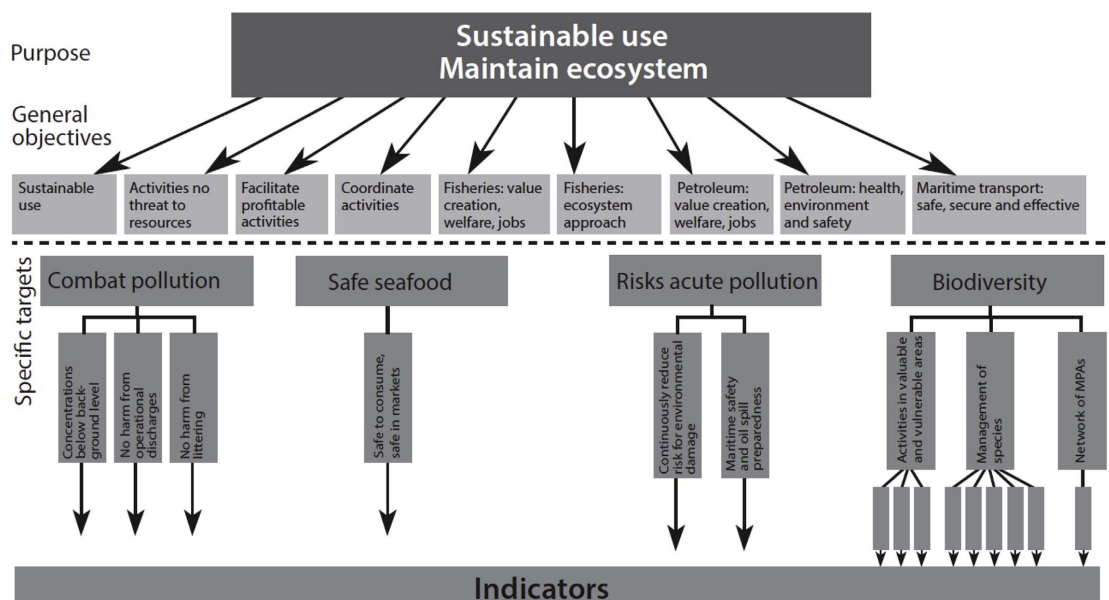 Purpose
Sustainable use
Maintain ecosystem
General
objectives
Sustainable
use
Activities no
threat to
resources
Facilitate
profitable
activities
Coordinate
activities
Fisheries: value
creation,
welfare, jobs
Fisheries:
ecosystem
approach
Petroleum:
value creation,
welfare, jobs
Petroleum: health,
environment
and safety
Maritime transport:
safe, secure and effective
Specific targets
Combat pollution
Safe seafood
Risks acute pollution
Biodiversity
Concentrations
below back-
ground level
No harm from
operational
discharges
No harm from
littering
Safe to consume,
safe in markets
Continuously reduce
risk for environmental
damage
Maritime safety
and oil spill
preparedness
Activities in valuable
and vulnerable areas
Management of
species
Network of MPAs
Indicators